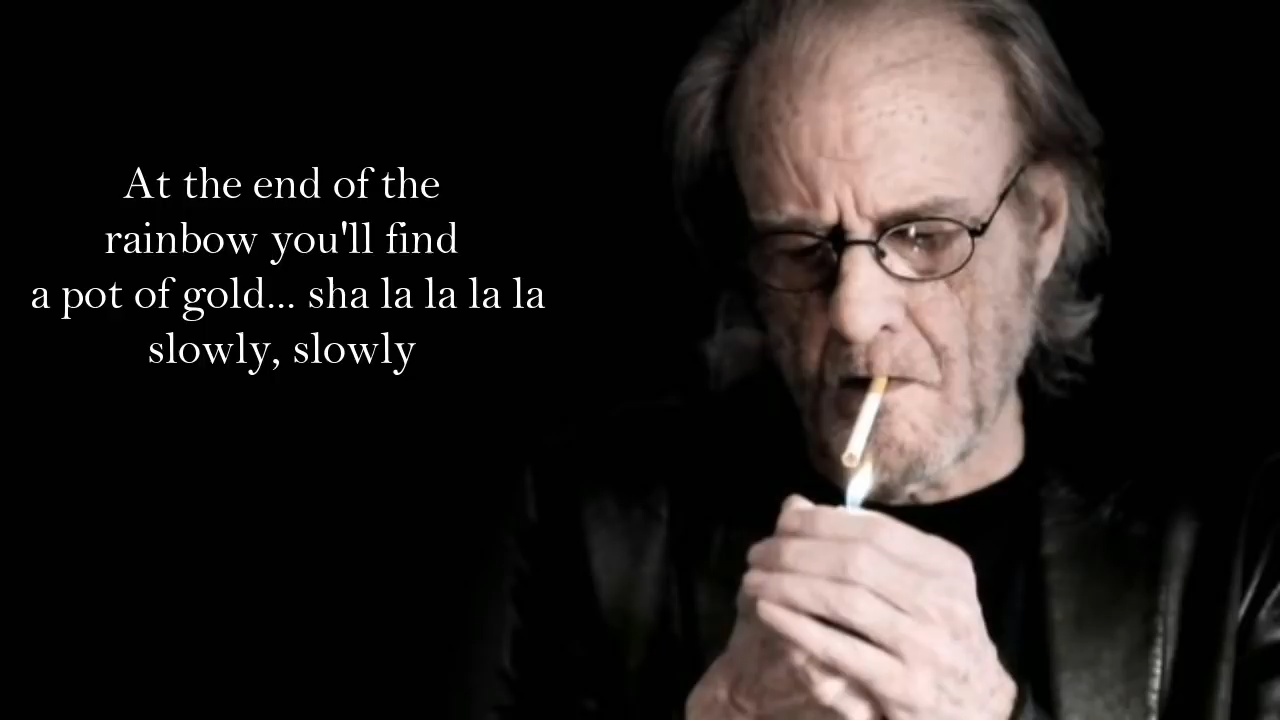 At the end of the
rainbow you'll find
a pot of gold... sha la la la la
slowly, slowly